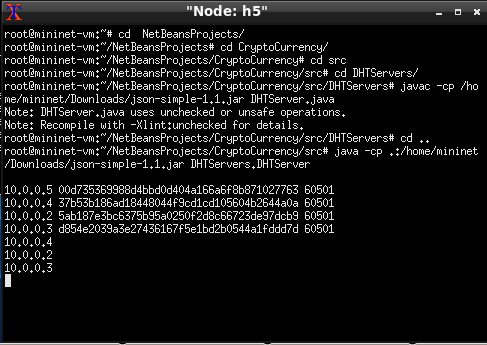 "Node: h5"
root@mininet-vm:~# cd  NetBeansProjects/
root@mininet-vm:~/NetBeansProjects# cd CryptoCurrency/
root@mininet-vm:~/NetBeansProjects/CryptoCurrency# cd src
root@mininet-vm:~/NetBeansProjects/CryptoCurrency/src# cd DHTServers/
root@mininet-vm:~/NetBeansProjects/CryptoCurrency/src/DHTServers# javac -cp /ho
me/mininet/Downloads/json-simple-1.1.jar DHTServer.java
Note: DHTServer.java uses unchecked or unsafe operations.
Note: Recompile with -Xlint:unchecked for details.
root@mininet-vm:~/NetBeansProjects/CryptoCurrency/src/DHTServers# cd ..
root@mininet-vm:~/NetBeansProjects/CryptoCurrency/src# java -cp .:/home/mininet
/Downloads/json-simple-1.1.jar DHTServers.DHTServer
10.0.0.5 00d735369988d4bbd0d404a166a6f8b871027763 60501
10.0.0.4 37b53b186ad18448044f9cd1cd105604b2644a0a 60501
10.0.0.2 5ab187e3bc6375b95a0250f2d8c66723de97dcb9 60501
10.0.0.3 d854e2039a3e27436167f5e1bd2b0544a1fddd7d 60501
10.0.0.4
10.0.0.2
10.0.0.3